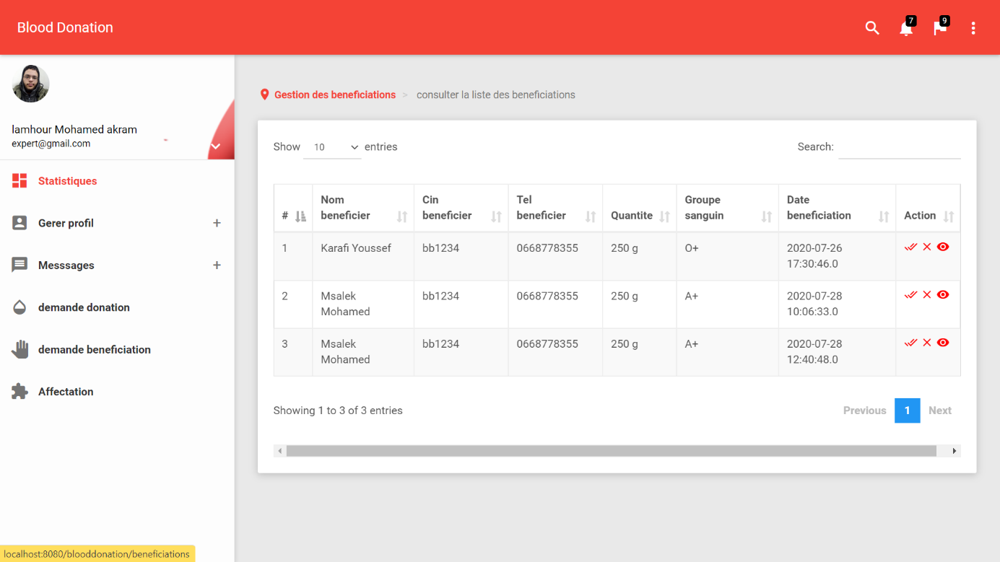 Blood Donation
7
9
lamhour Mohamed akram
expert@gmail.com
Statistiques
Gerer profil +
Messsages +
demande donation
demande beneficiation
Affectation
Gestion des beneficiations > consulter la liste des beneficiations
Show 10 entries Search:
# Nom beneficier Cin beneficier Tel beneficier Quantite Groupe sanguin Date beneficiation Action
1 Karafi Youssef bb1234 0668778355 250 g O+ 2020-07-26 17:30:46.0
2 Msalek Mohamed bb1234 0668778355 250 g A+ 2020-07-28 10:06:33.0
3 Msalek Mohamed bb1234 0668778355 250 g A+ 2020-07-28 12:40:48.0
Showing 1 to 3 of 3 entries Previous 1 Next
localhost:8080/blooddonation/beneficiations